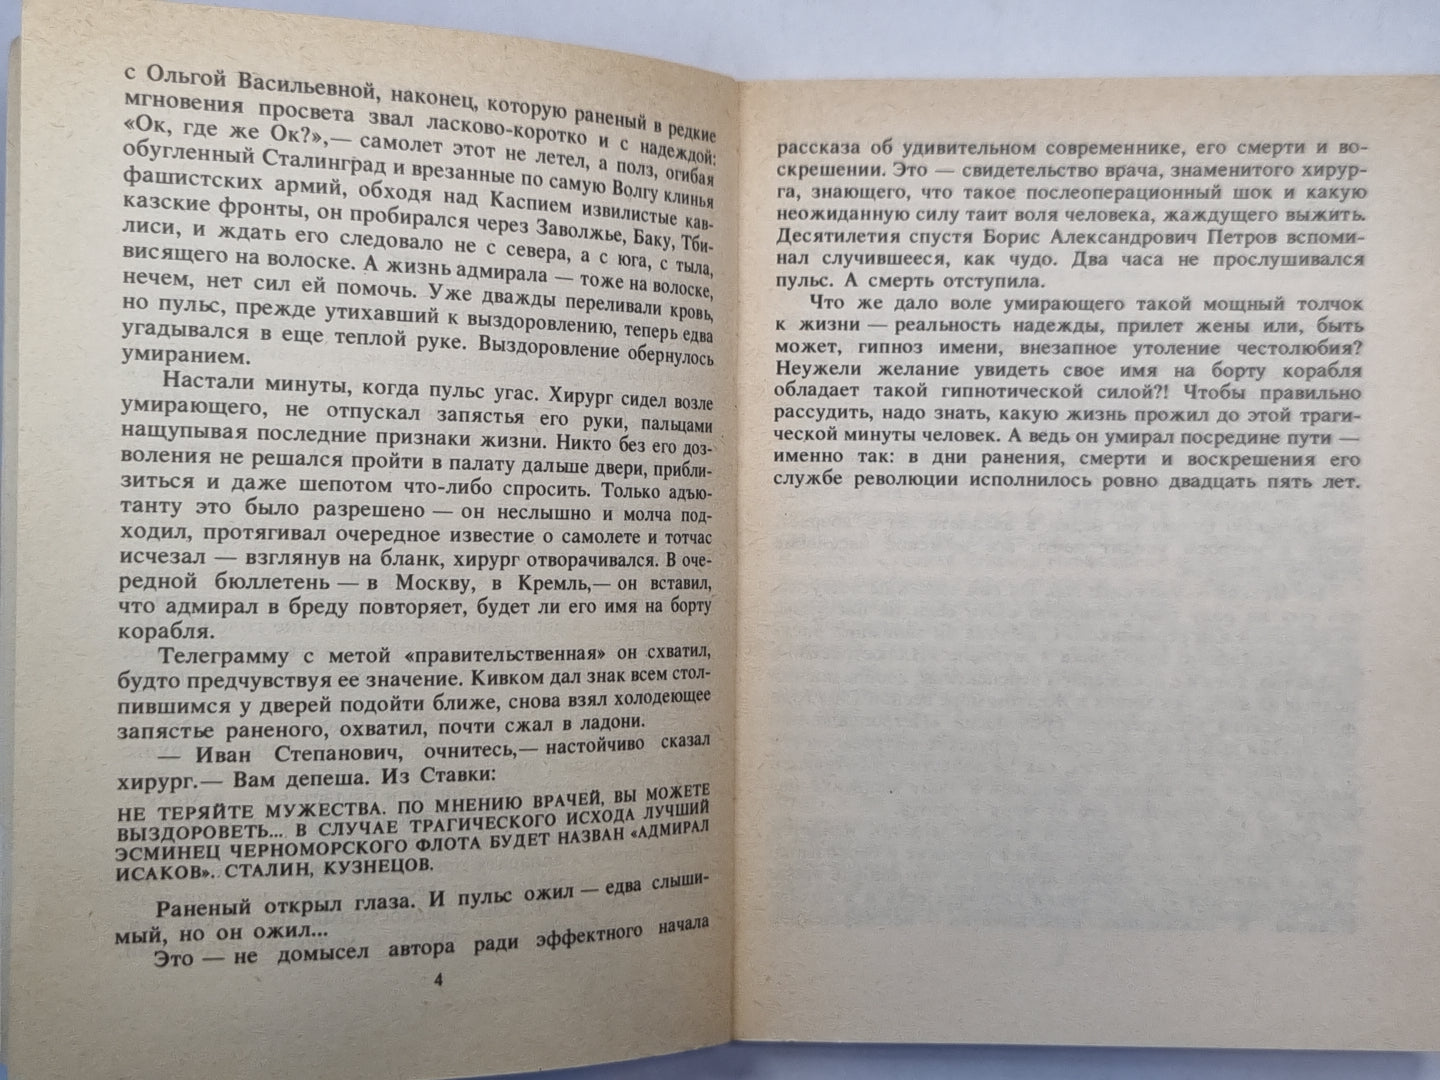 с Ольгой Васильевной, наконец, которую раненый в редкие
мгновения просвета звал ласково-коротко и с надеждой:
«Ок, где же Ок?»,— самолет этот не летел, а полз, огибая
обугленный Сталинград и врезанные по самую Волгу клинья
фашистских армий, обходя над Каспием извилистые кав-
казские фронты, он пробирался через Заволжье, Баку, Тби-
лиси, и ждать его следовало не с севера, а с юга, с тыла,
висящего на волоске. А жизнь адмирала — тоже на волоске,
нечем, нет сил ей помочь. Уже дважды переливали кровь,
но пульс, прежде утихавший к выздоровлению, теперь едва
угадывался в еще теплой руке. Выздоровление обернулось
умиранием.
Настали минуты, когда пульс угас. Хирург сидел возле
умирающего, не отпускал запястья его руки, пальцами
нащупывая последние признаки жизни. Никто без его доз-
воления не решался пройти в палату дальше двери, прибли-
зиться и даже шепотом что-либо спросить. Только адъю-
танту это было разрешено — он неслышно и молча под-
ходил, протягивал очередное известие о самолете и тотчас
исчезал — взглянув на бланк, хирург отворачивался. В оче-
редной бюллетень — в Москву, в Кремль,— он вставил,
что адмирал в бреду повторяет, будет ли его имя на борту
корабля.
Телеграмму с метой «правительственная» он схватил,
будто предчувствуя ее значение. Кивком дал знак всем стол-
пившимся у дверей подойти ближе, снова взял холодеющее
запястье раненого, охватил, почти сжал в ладони.
— Иван Степанович, очнитесь,— настойчиво сказал
хирург.— Вам депеша. Из Ставки:
НЕ ТЕРЯЙТЕ МУЖЕСТВА. ПО МНЕНИЮ ВРАЧЕЙ, ВЫ МОЖЕТЕ
ВЫЗДОРОВЕТЬ... В СЛУЧАЕ ТРАГИЧЕСКОГО ИСХОДА ЛУЧШИЙ
ЭСМИНЕЦ ЧЕРНОМОРСКОГО ФЛОТА БУДЕТ НАЗВАН «АДМИРАЛ
ИСАКОВ». СТАЛИН, КУЗНЕЦОВ.
Раненый открыл глаза. И пульс ожил — едва слыши-
мый, но он ожил...
Это — не домысел автора ради эффектного начала
4
рассказа об удивительном современнике, его смерти и во-
скрешении. Это — свидетельство врача, знаменитого хирур-
га, знающего, что такое послеоперационный шок и какую
неожиданную силу таит воля человека, жаждущего выжить.
Десятилетия спустя Борис Александрович Петров вспоми-
нал случившееся, как чудо. Два часа не прослушивался
пульс. А смерть отступила.
Что же дало воле умирающего такой мощный толчок
к жизни — реальность надежды, прилет жены или, быть
может, гипноз имени, внезапное утоление честолюбия?
Неужели желание увидеть свое имя на борту корабля
обладает такой гипнотической силой?! Чтобы правильно
рассудить, надо знать, какую жизнь прожил до этой траги-
ческой минуты человек. А ведь он умирал посредине пути —
именно так: в дни ранения, смерти и воскрешения его
службе революции исполнилось ровно двадцать пять лет.